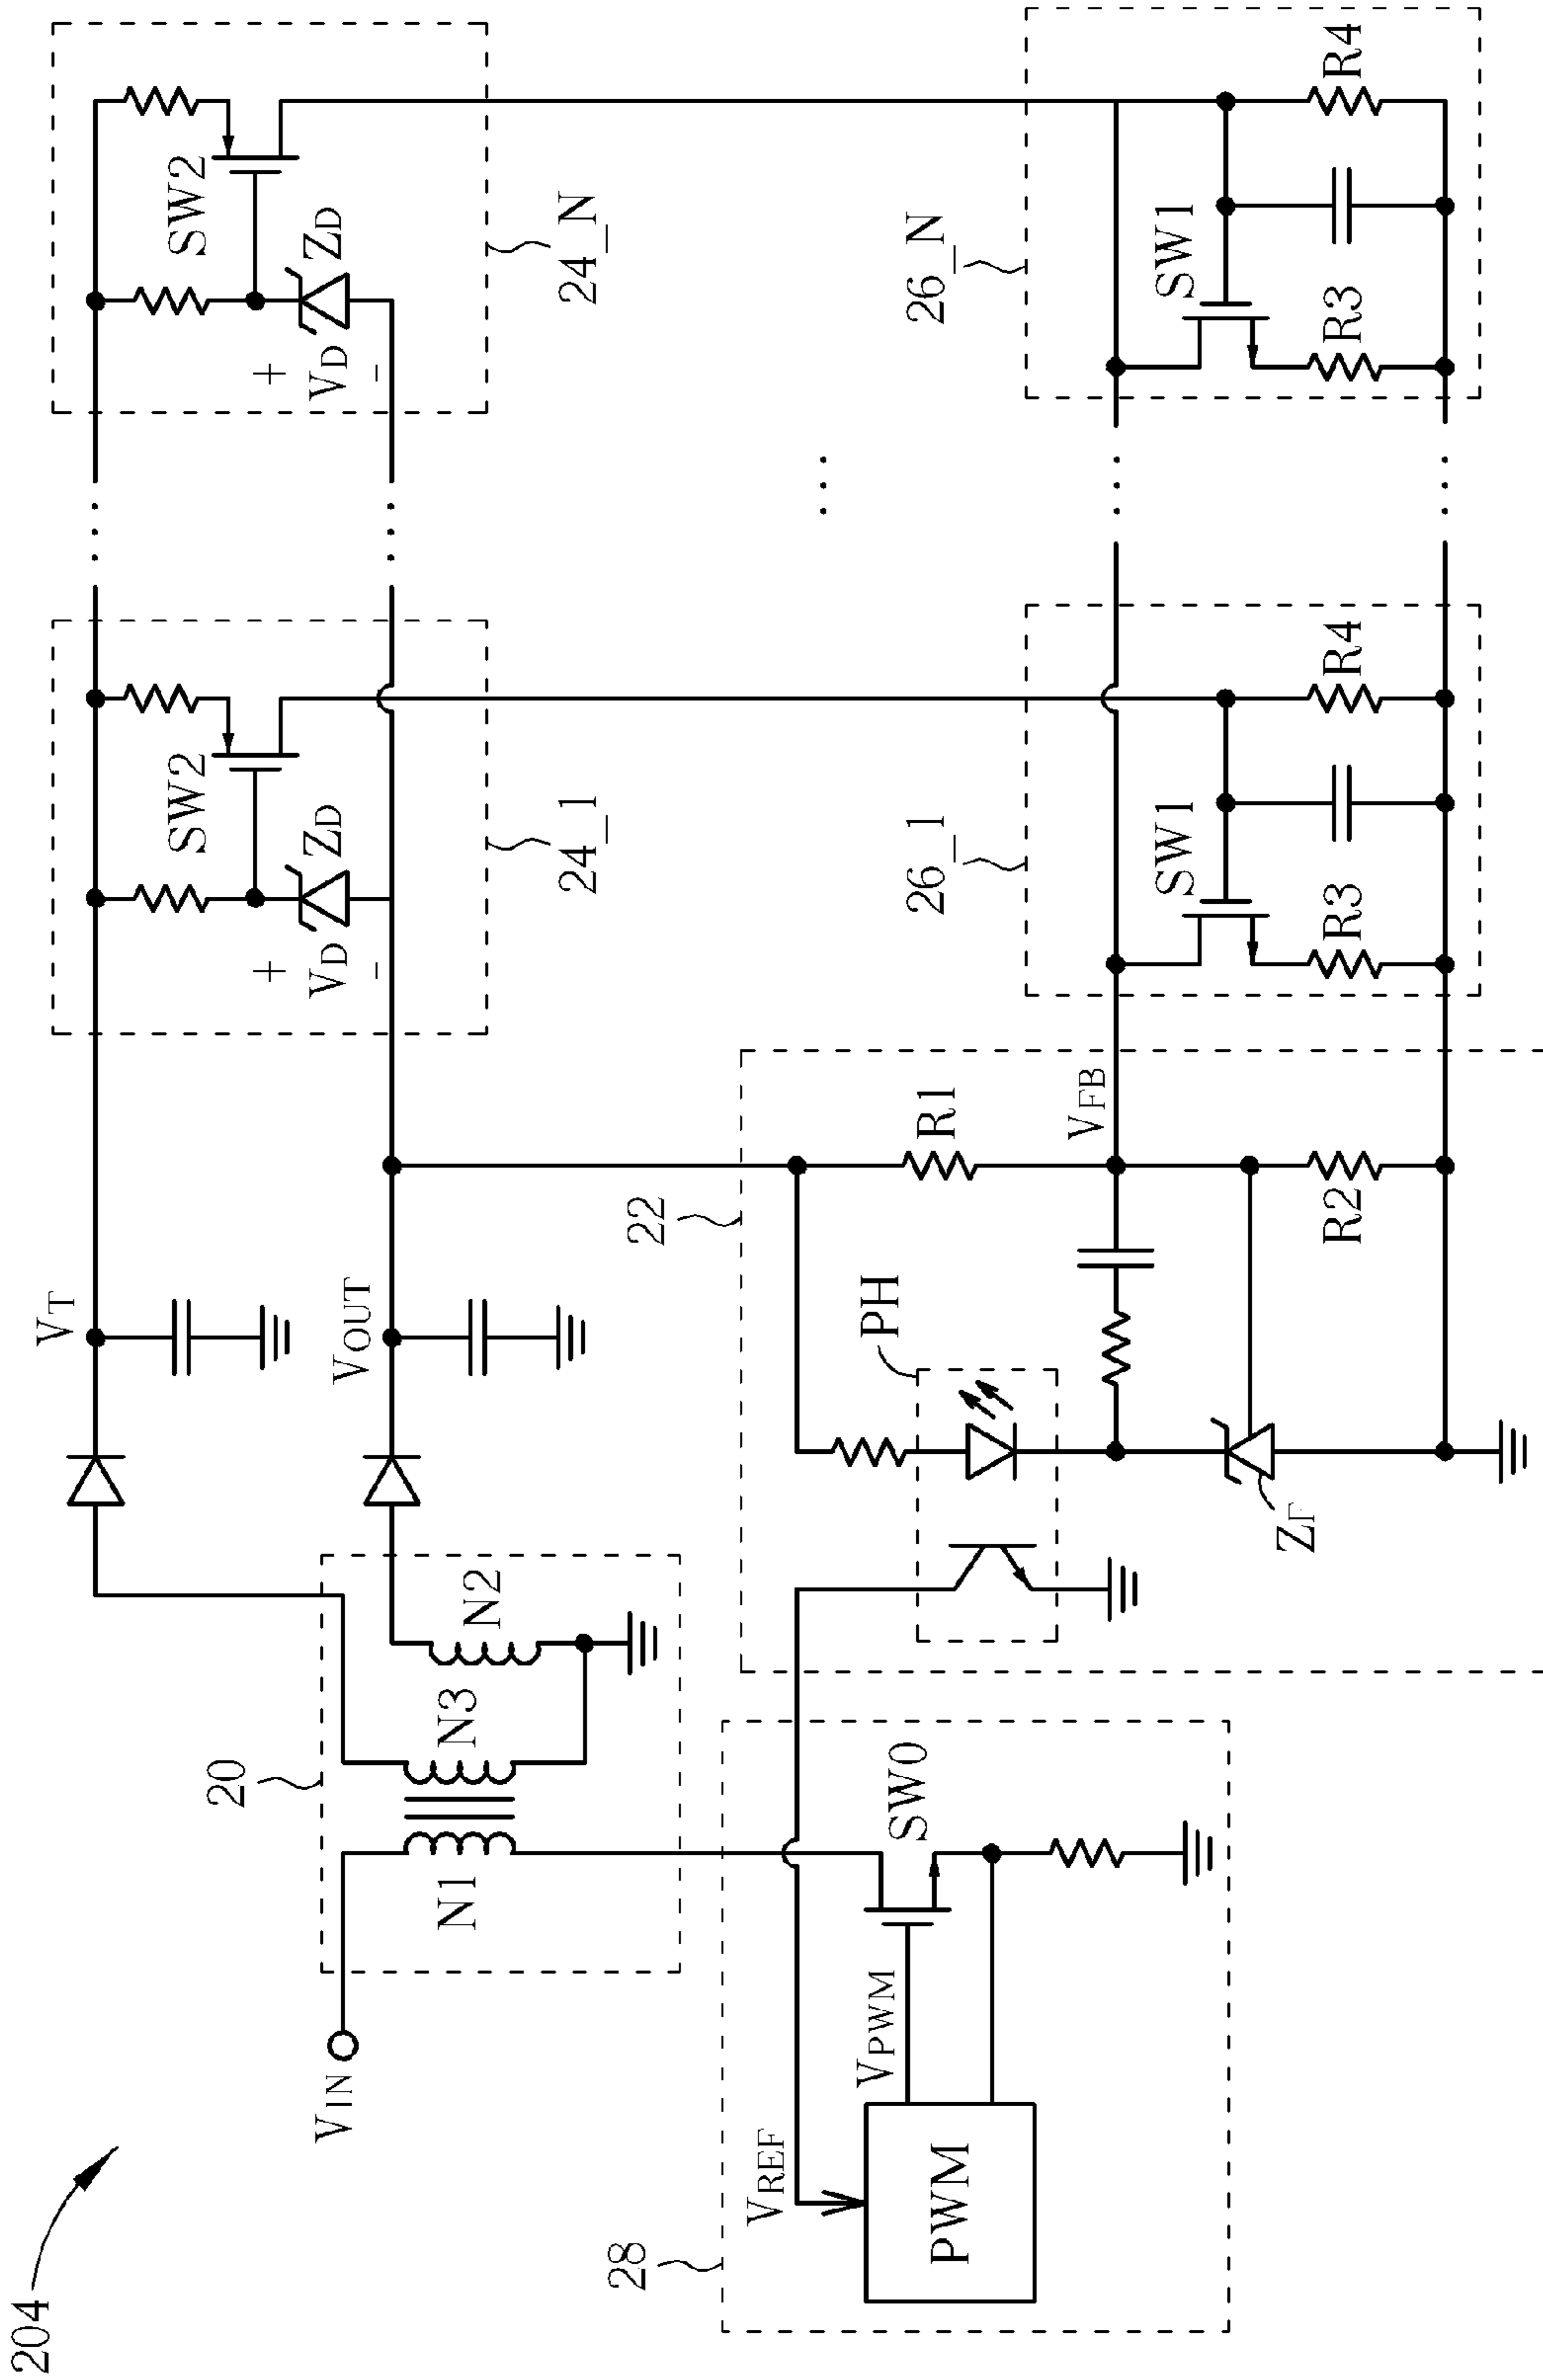 204
VT
SW2
SW2
20
+
+
VIN
VOUT
VD
ZD
VD
ZD
-
-
N1
N3
N2
24_1
24_N
28
22
VREF
VPWM
PH
SW0
26_1
26_N
R1
PWM
VFB
SW1
SW1
ZF
R2
R3
R4
R3
R4